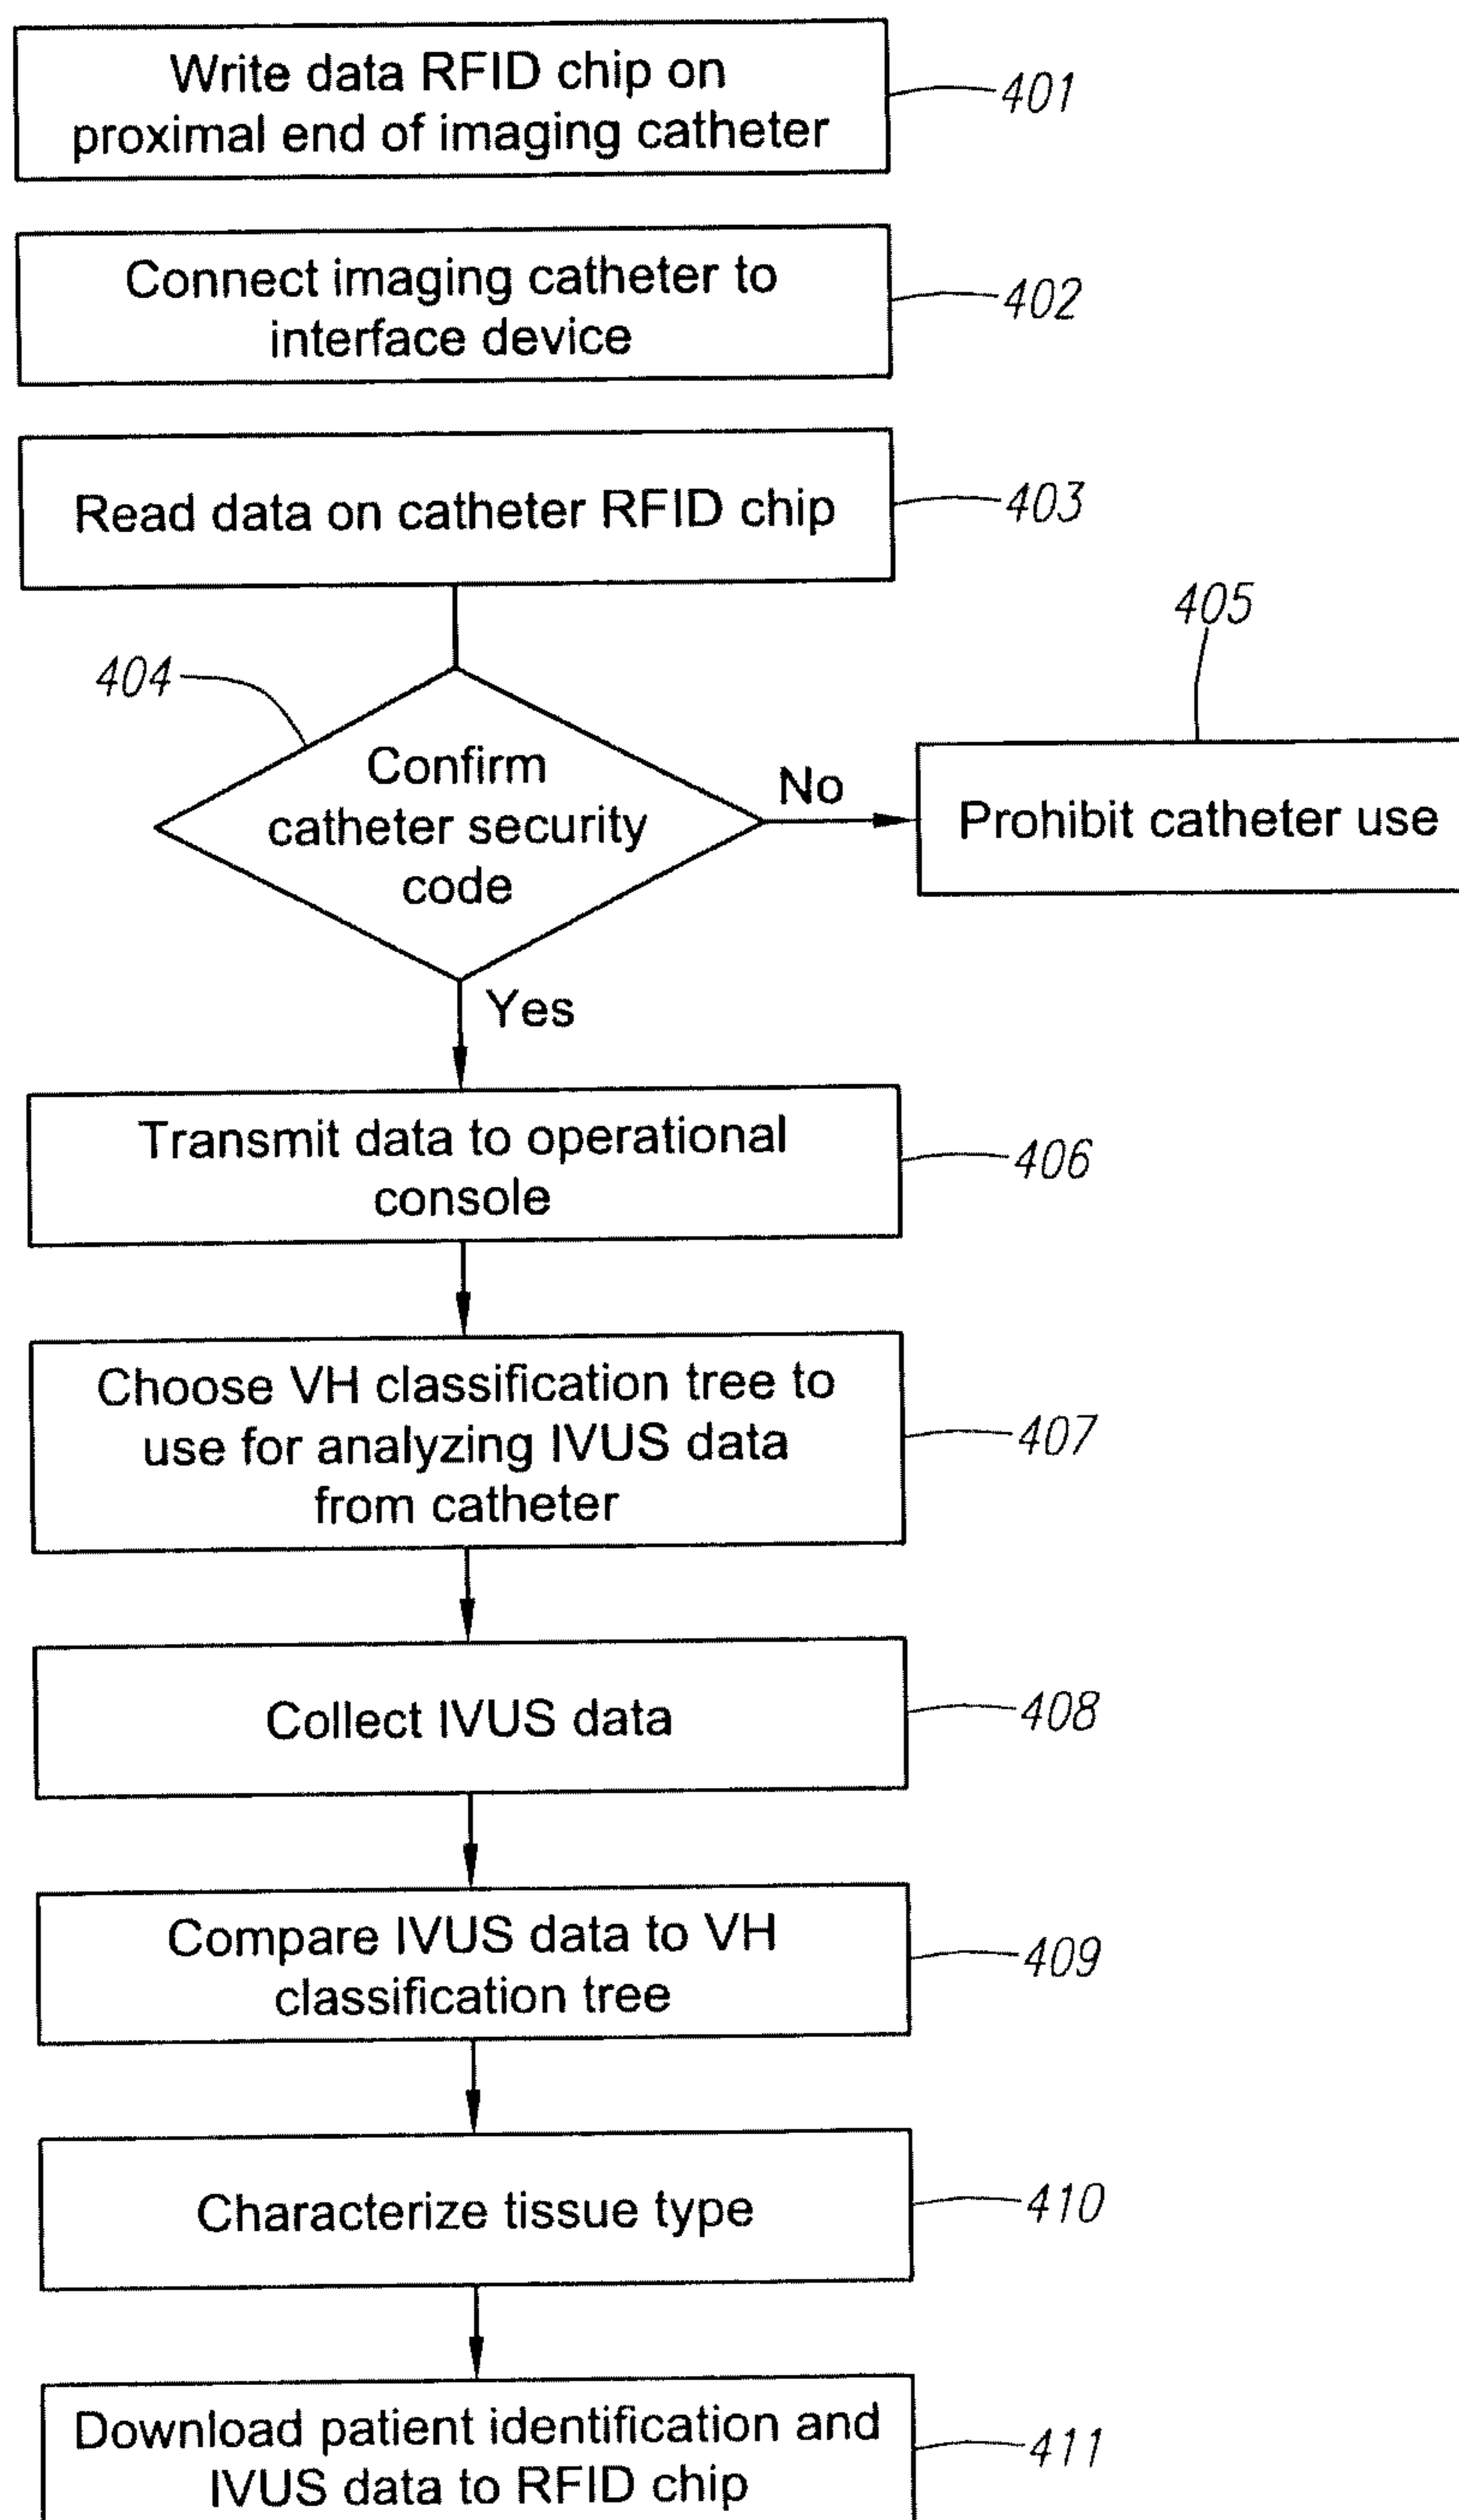 Write data RFID chip on
proximal end of imaging catheter
401
Connect imaging catheter to
interface device
402
Read data on catheter RFID chip
403
405
404
Confirm
catheter security
code
No
Prohibit catheter use
Yes
Transmit data to operational
console
406
Choose VH classification tree to
use for analyzing IVUS data
from catheter
407
Collect IVUS data
408
Compare IVUS data to VH
classification tree
409
Characterize tissue type
410
Download patient identification and
IVUS data to RFID chip
411